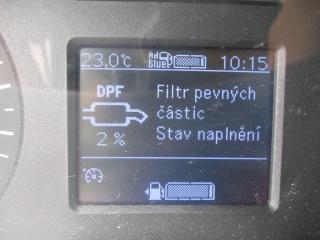 23.0°C AdBlue 10:15
DPF
Filtr pevných
částic
Stav naplnění
2 %